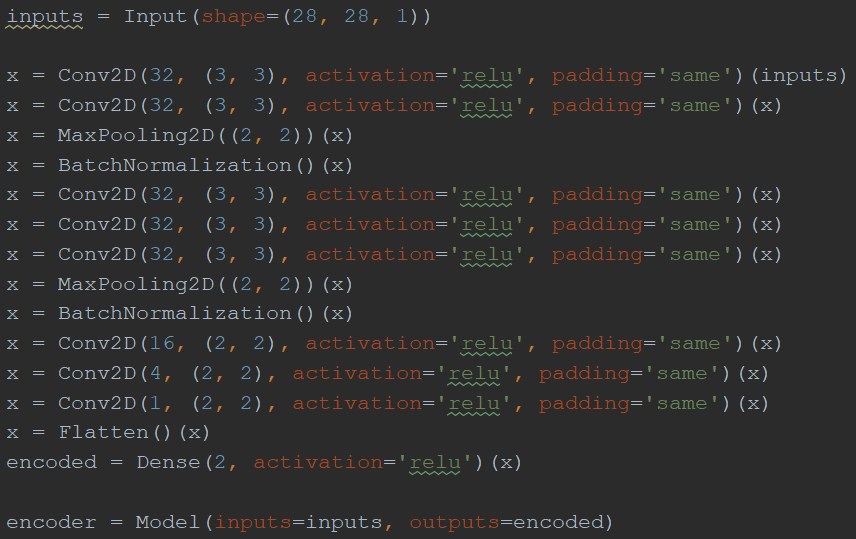 inputs = Input(shape=(28, 28, 1))
x = Conv2D(32, (3, 3), activation='relu', padding='same')(inputs)
x = Conv2D(32, (3, 3), activation='relu', padding='same')(x)
x = MaxPooling2D((2, 2))(x)
x = BatchNormalization()(x)
x = Conv2D(32, (3, 3), activation='relu', padding='same')(x)
x = Conv2D(32, (3, 3), activation='relu', padding='same')(x)
x = Conv2D(32, (3, 3), activation='relu', padding='same')(x)
x = MaxPooling2D((2, 2))(x)
x = BatchNormalization()(x)
x = Conv2D(16, (2, 2), activation='relu', padding='same')(x)
x = Conv2D(4, (2, 2), activation='relu', padding='same')(x)
x = Conv2D(1, (2, 2), activation='relu', padding='same')(x)
x = Flatten()(x)
encoded = Dense(2, activation='relu')(x)
encoder = Model(inputs=inputs, outputs=encoded)